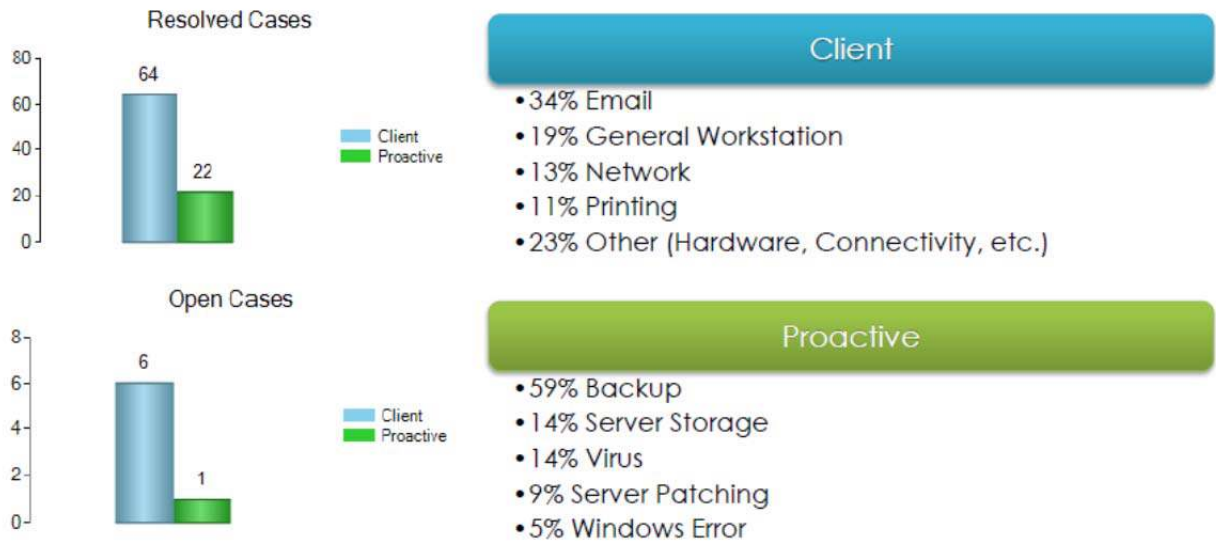 Resolved Cases
80
60
40
20
0
64
22
Client
Proactive
Client
•34% Email
•19% General Workstation
•13% Network
•11% Printing
•23% Other (Hardware, Connectivity, etc.)
Open Cases
8
6
4
2
0
6
1
Client
Proactive
Proactive
•59% Backup
•14% Server Storage
•14% Virus
•9% Server Patching
•5% Windows Error